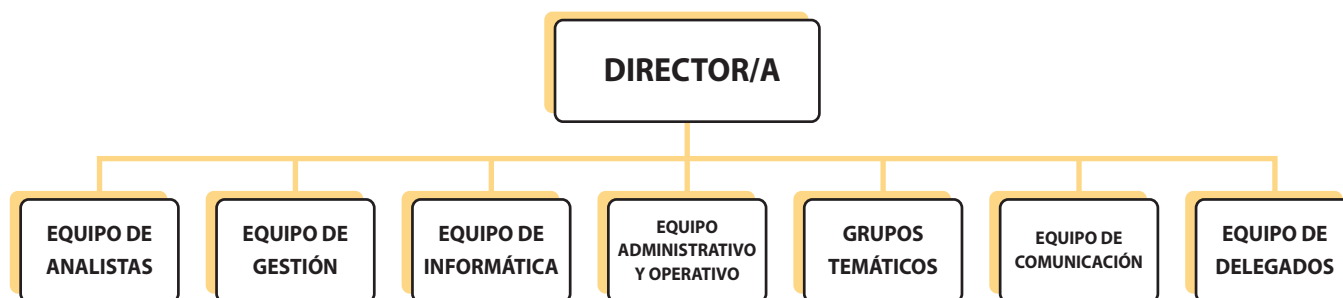 DIRECTOR/A
EQUIPO DE
ANALISTAS
EQUIPO DE
GESTIÓN
EQUIPO DE
INFORMÁTICA
EQUIPO
ADMINISTRATIVO
Y OPERATIVO
GRUPOS
TEMÁTICOS
EQUIPO DE
COMUNICACIÓN
EQUIPO DE
DELEGADOS